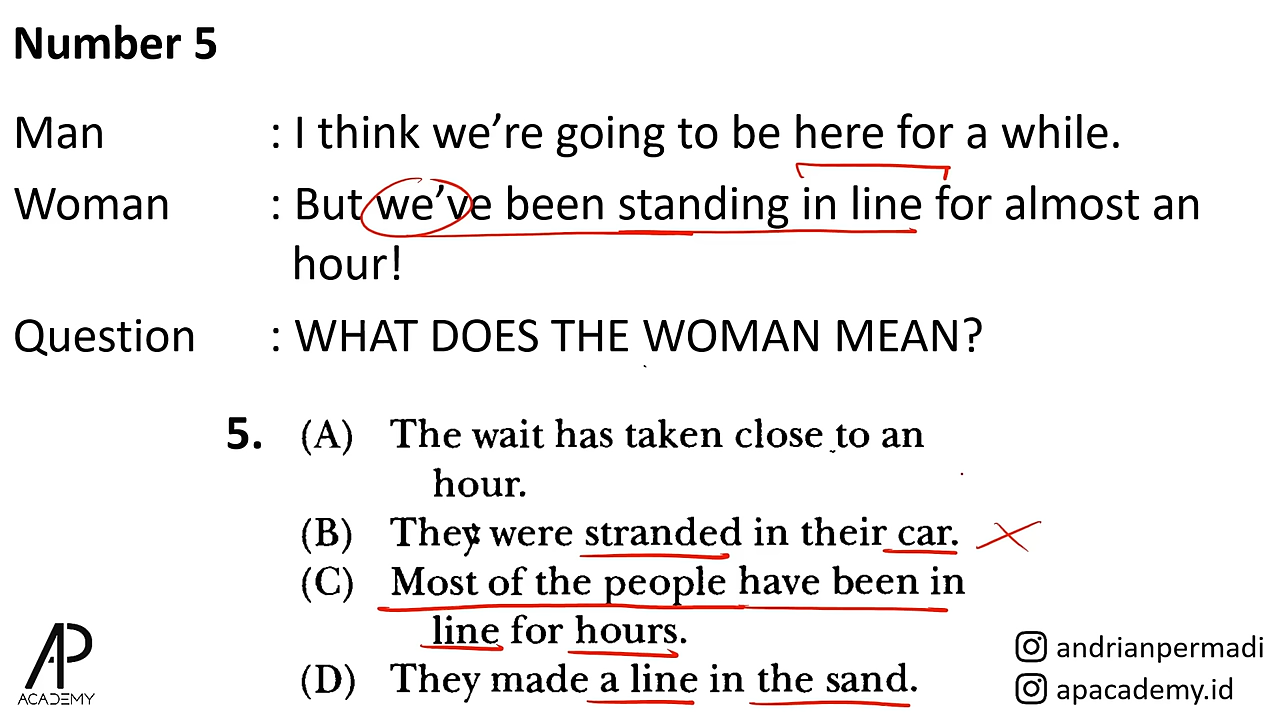 Number 5
Man : I think we're going to be here for a while.
Woman : But we've been standing in line for almost an
hour!
Question : WHAT DOES THE WOMAN MEAN?
5. (A) The wait has taken close to an
hour.
(B) They were stranded in their car.
(C) Most of the people have been in
line for hours.
(D) They made a line in the sand.
AP
ACADEMY
andrianpermadi
apacademy.id